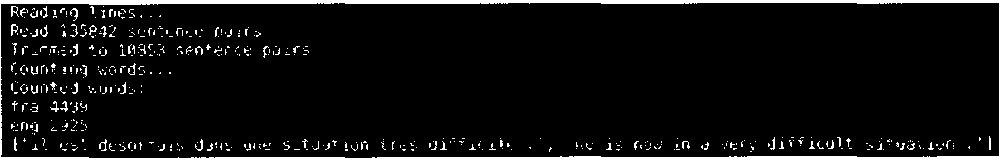 Reading lines...
Read 135842 sentence pairs
Trimmed to 10853 sentence pairs
Counting words...
Counted words:
fra 4489
eng 2925
['il est desormais dans une situation tres difficile .', 'he is now in a very difficult situation .']